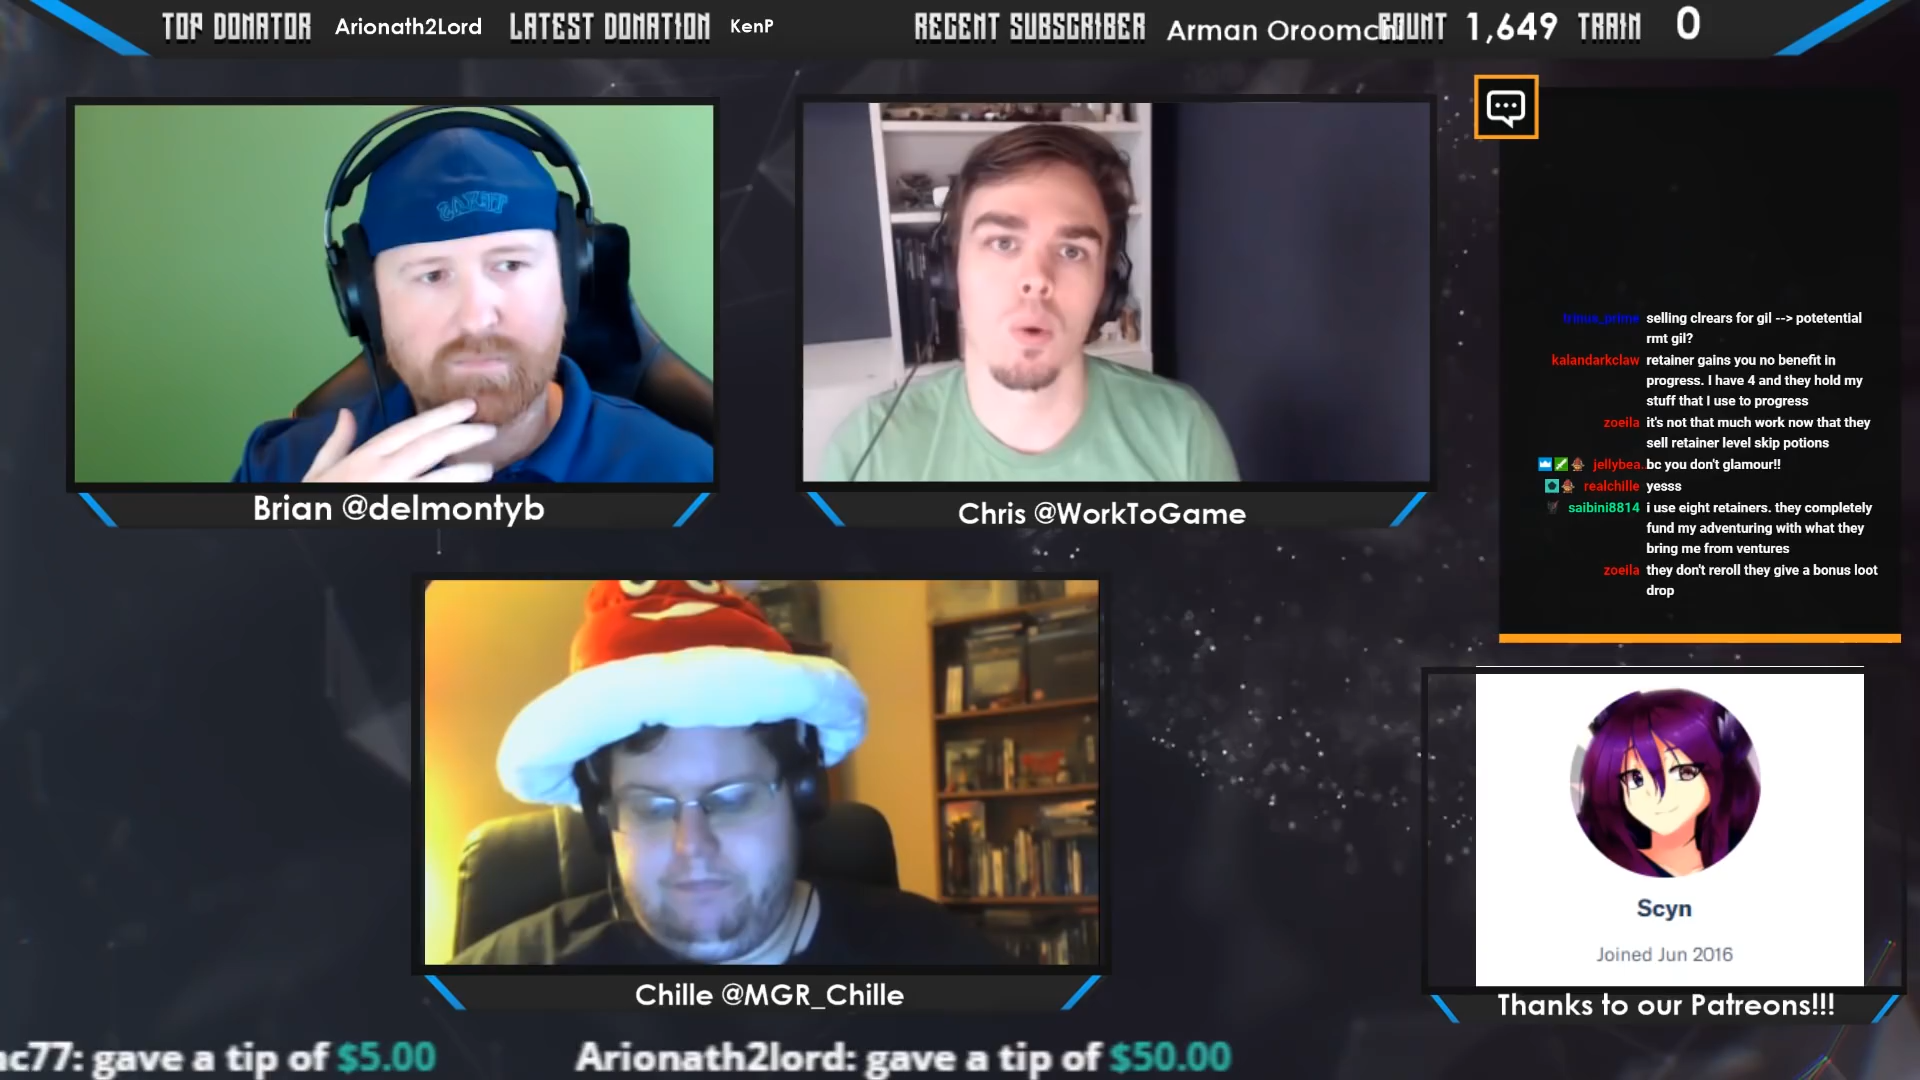 TOP DONATOR Arionath2Lord LATEST DONATION KenP RECENT SUBSCRIBER Arman COUNT 1,649 TRAIN 0
Brian @delmontyb
Chris @WorkToGame
selling clrears for gil --> potetential
rmt gil?
kalandarkclaw retainer gains you no benefit in
progress. I have 4 and they hold my
stuff that I use to progress
zoeila it's not that much work now that they
sell retainer level skip potions
jellybea.. bc you don't glamour!!
realchille yesss
saibini8814 i use eight retainers. they completely
fund my adventuring with what they
bring me from ventures
zoeila they don't reroll they give a bonus loot
drop
Chille @MGR_Chille
Scyn
Joined Jun 2016
Thanks to our Patreons!!!
ac77: gave a tip of $5.00 Arionath2lord: gave a tip of $50.00